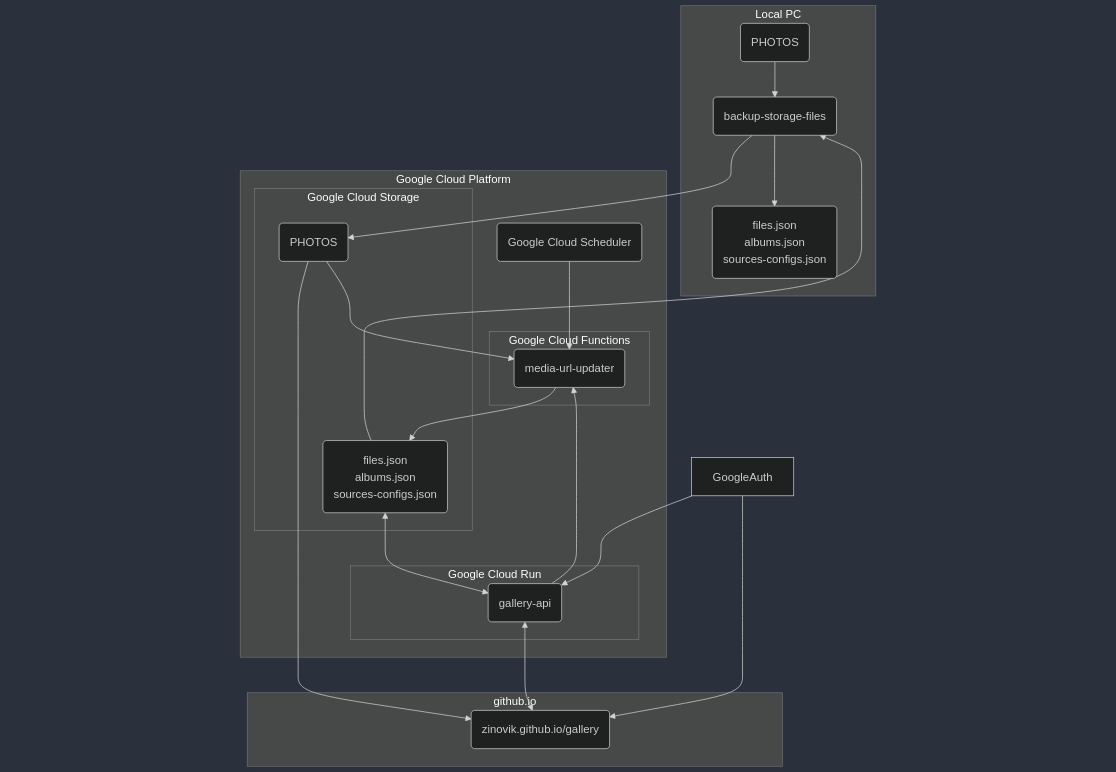 Local PC
PHOTOS
backup-storage-files
files.json
albums.json
sources-configs.json
Google Cloud Platform
Google Cloud Storage
PHOTOS
Google Cloud Scheduler
Google Cloud Functions
media-url-updater
files.json
albums.json
sources-configs.json
GoogleAuth
Google Cloud Run
gallery-api
github.io
zinovik.github.io/gallery